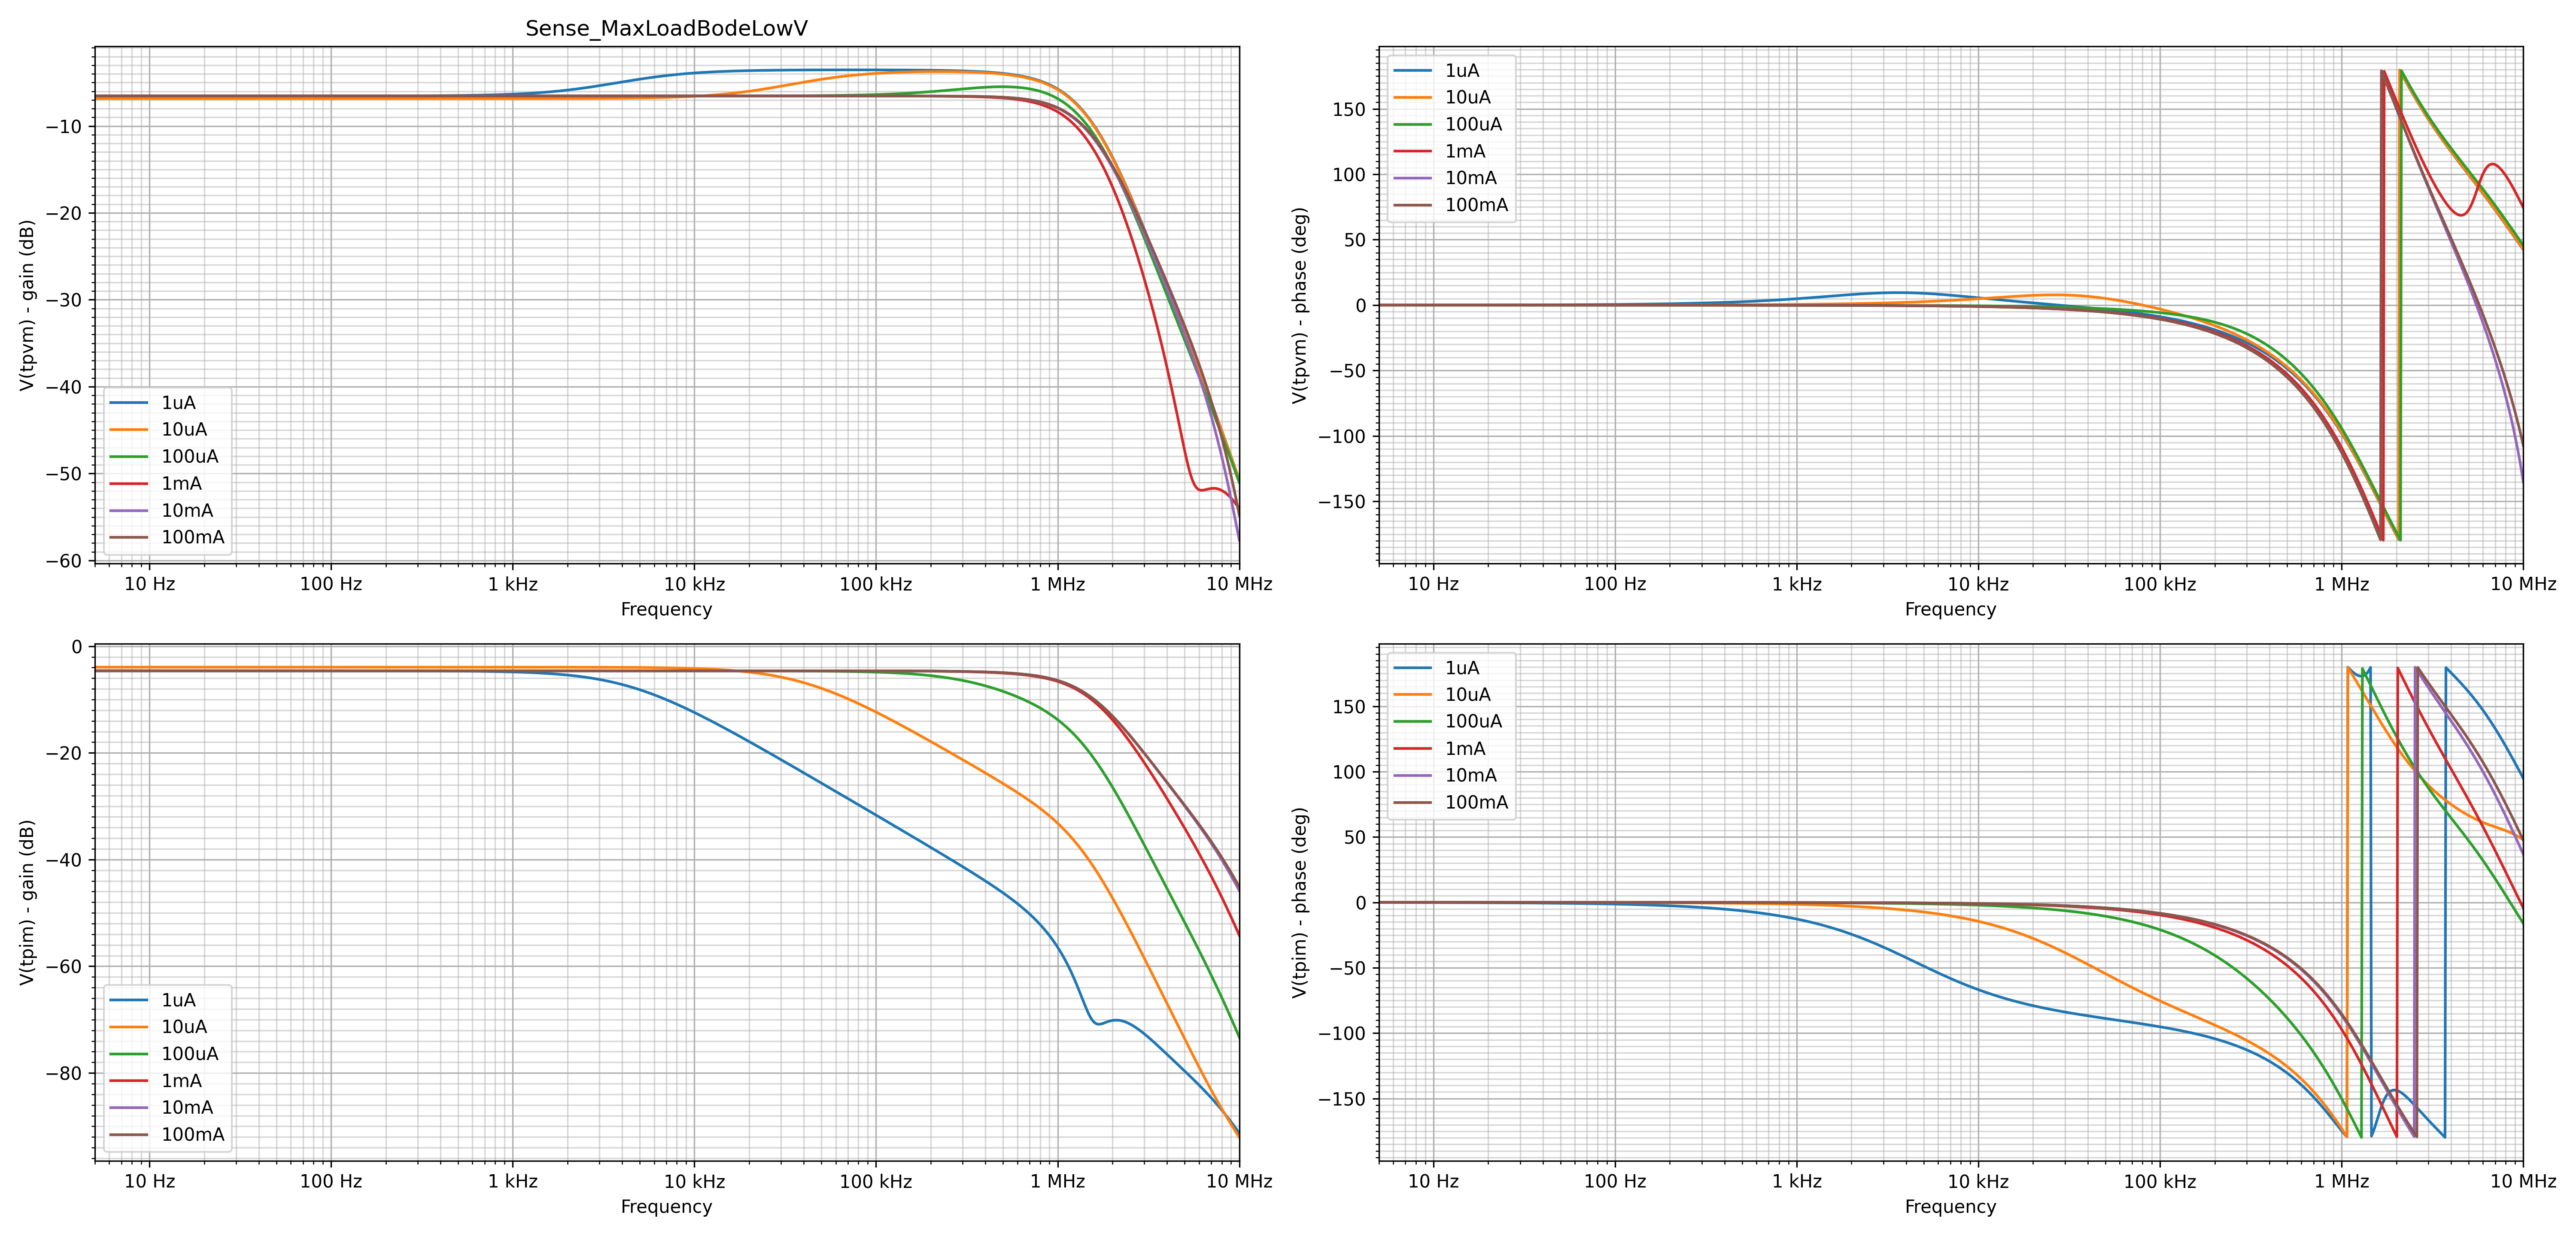 Sense_MaxLoadBodeLowV
V(tpvm) - gain (dB)
−10
−20
−30
−40
−50
−60
1uA
10uA
100uA
1mA
10mA
100mA
10 Hz 100 Hz 1 kHz 10 kHz 100 kHz 1 MHz 10 MHz
Frequency
V(tpvm) - phase (deg)
150
100
50
0
−50
−100
−150
1uA
10uA
100uA
1mA
10mA
100mA
10 Hz 100 Hz 1 kHz 10 kHz 100 kHz 1 MHz 10 MHz
Frequency
V(tpim) - gain (dB)
0
−20
−40
−60
−80
1uA
10uA
100uA
1mA
10mA
100mA
10 Hz 100 Hz 1 kHz 10 kHz 100 kHz 1 MHz 10 MHz
Frequency
V(tpim) - phase (deg)
150
100
50
0
−50
−100
−150
1uA
10uA
100uA
1mA
10mA
100mA
10 Hz 100 Hz 1 kHz 10 kHz 100 kHz 1 MHz 10 MHz
Frequency